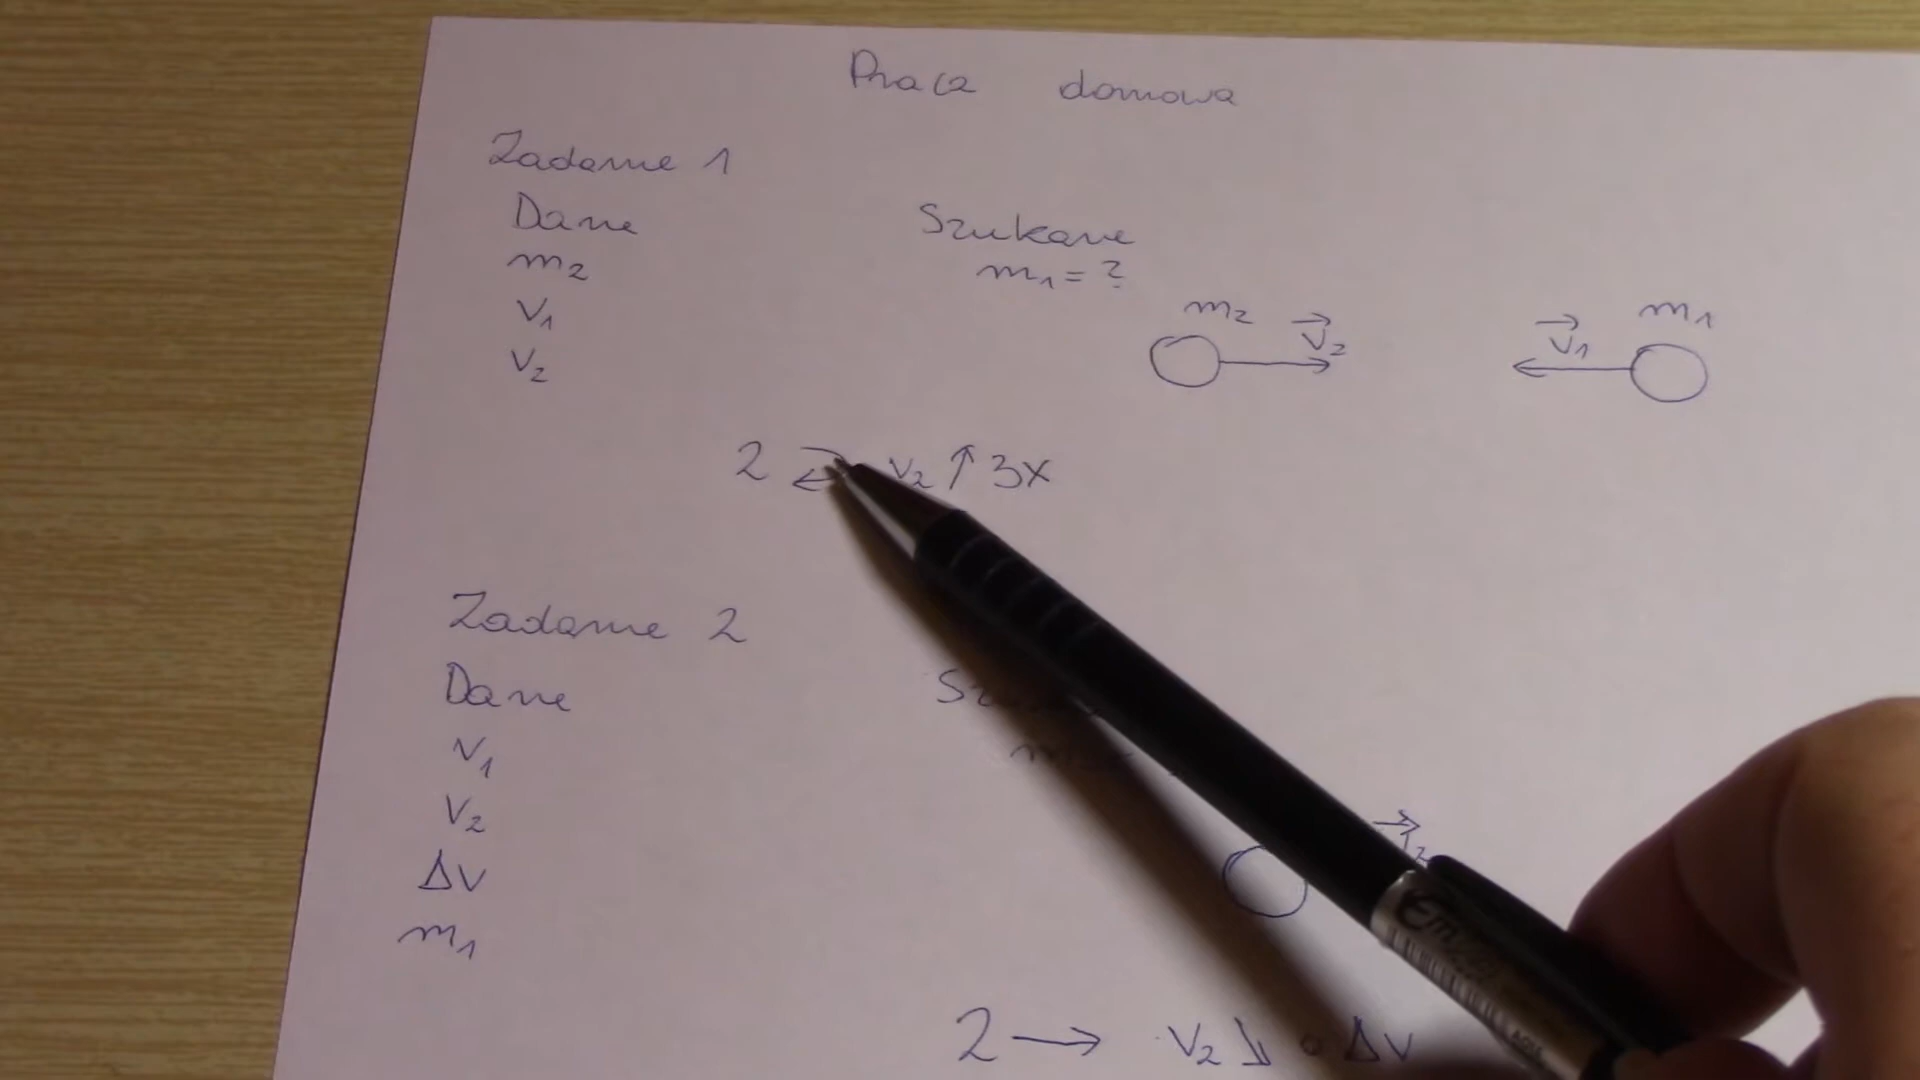 Praca domowa
Zadanie 1
Dane Szukane
m2 m1 = ?
m2 v2 v1 m1
v1
v2
2 ⇄ v2 ↑ 3x
Zadanie 2
Dane
v1
v2
Δv
m1
2 → v2 ↓ o Δv